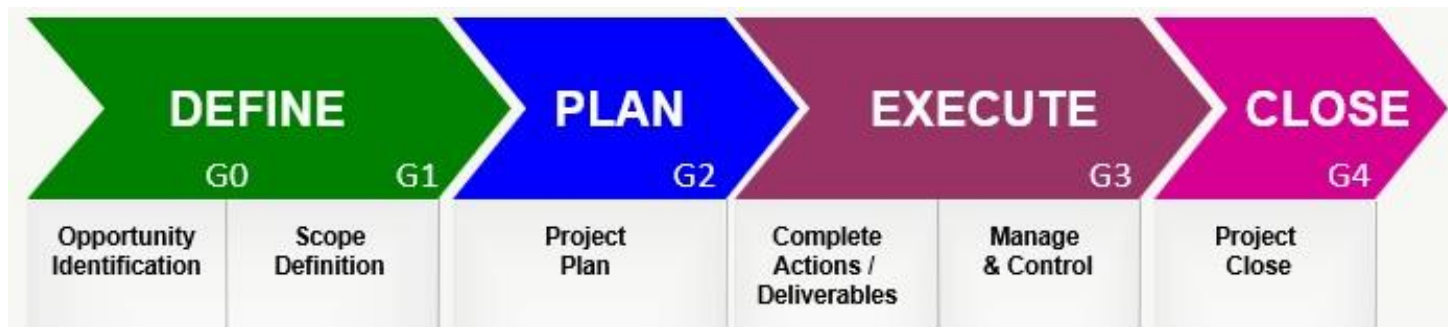 DEFINE PLAN EXECUTE CLOSE
G0 G1 G2 G3 G4
Opportunity
Identification
Scope
Definition
Project
Plan
Complete
Actions /
Deliverables
Manage
& Control
Project
Close